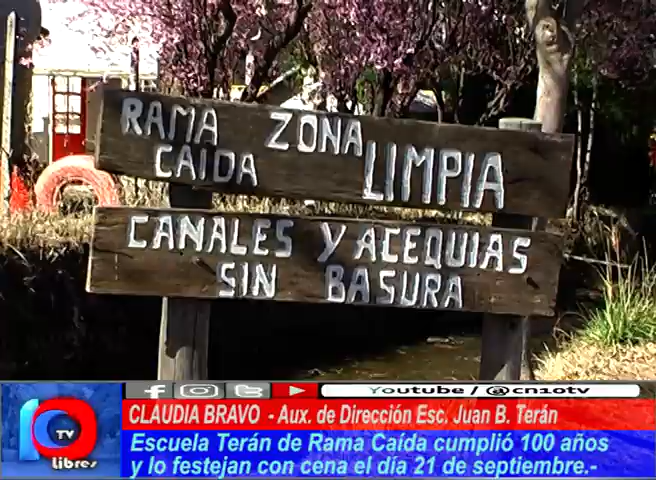 RAMA CAÍDA ZONA LIMPIA
CANALES Y ACEQUIAS
SIN BASURA
Youtube / @cn10tv
10 TV libres
CLAUDIA BRAVO - Aux. de Dirección Esc. Juan B. Terán
Escuela Terán de Rama Caída cumplió 100 años
y lo festejan con cena el día 21 de septiembre.-